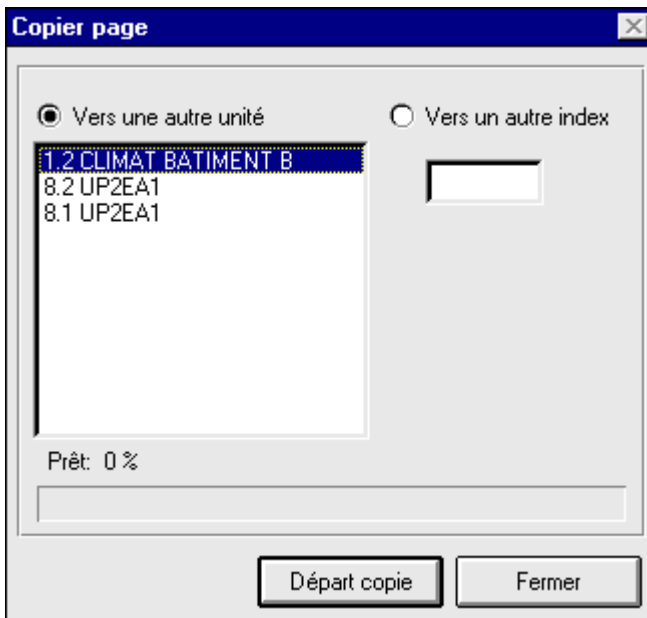 Copier page
Vers une autre unité
Vers un autre index
1.2 CLIMAT BATIMENT B
8.2 UP2EA1
8.1 UP2EA1
Prêt: 0 %
Départ copie
Fermer